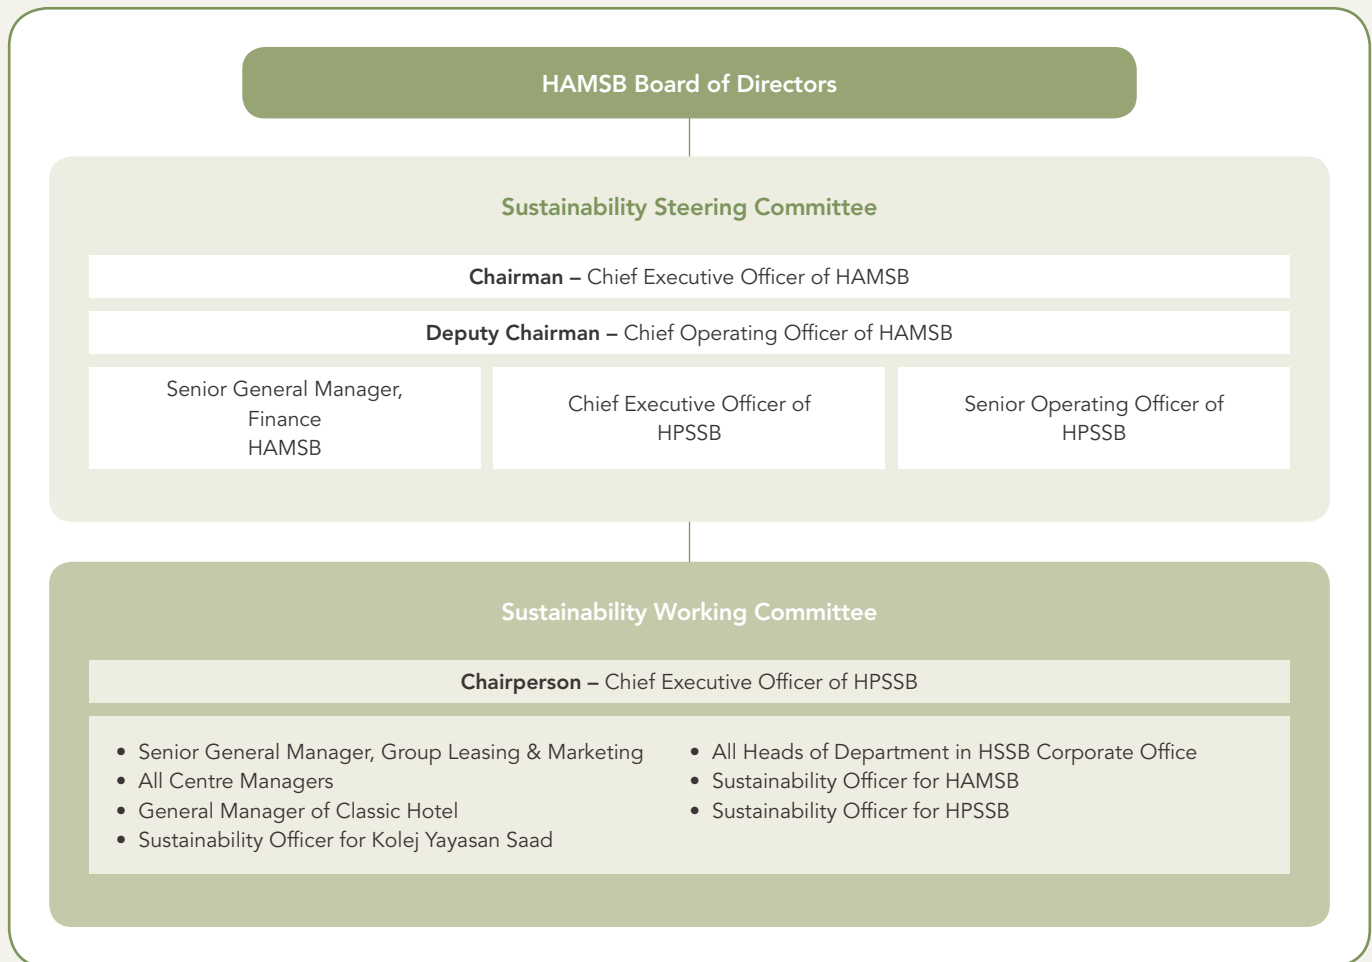 HAMSB Board of Directors
Sustainability Steering Committee
Chairman – Chief Executive Officer of HAMSB
Deputy Chairman – Chief Operating Officer of HAMSB
Senior General Manager,
Finance
HAMSB
Chief Executive Officer of
HPSSB
Senior Operating Officer of
HPSSB
Sustainability Working Committee
Chairperson – Chief Executive Officer of HPSSB
• Senior General Manager, Group Leasing & Marketing
• All Centre Managers
• General Manager of Classic Hotel
• Sustainability Officer for Kolej Yayasan Saad
• All Heads of Department in HSSB Corporate Office
• Sustainability Officer for HAMSB
• Sustainability Officer for HPSSB